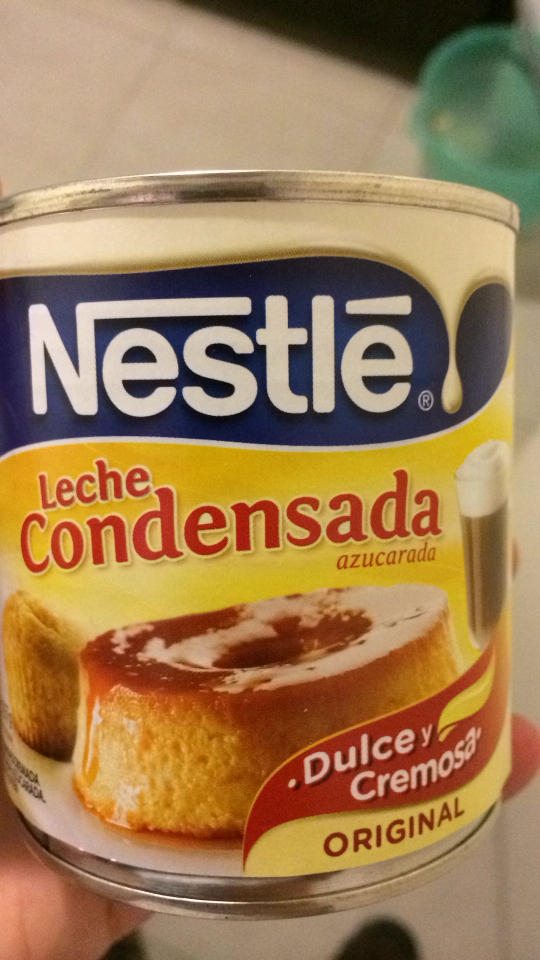 Nestlé®
Leche
Condensada
azucarada
Dulce y
Cremosa
ORIGINAL